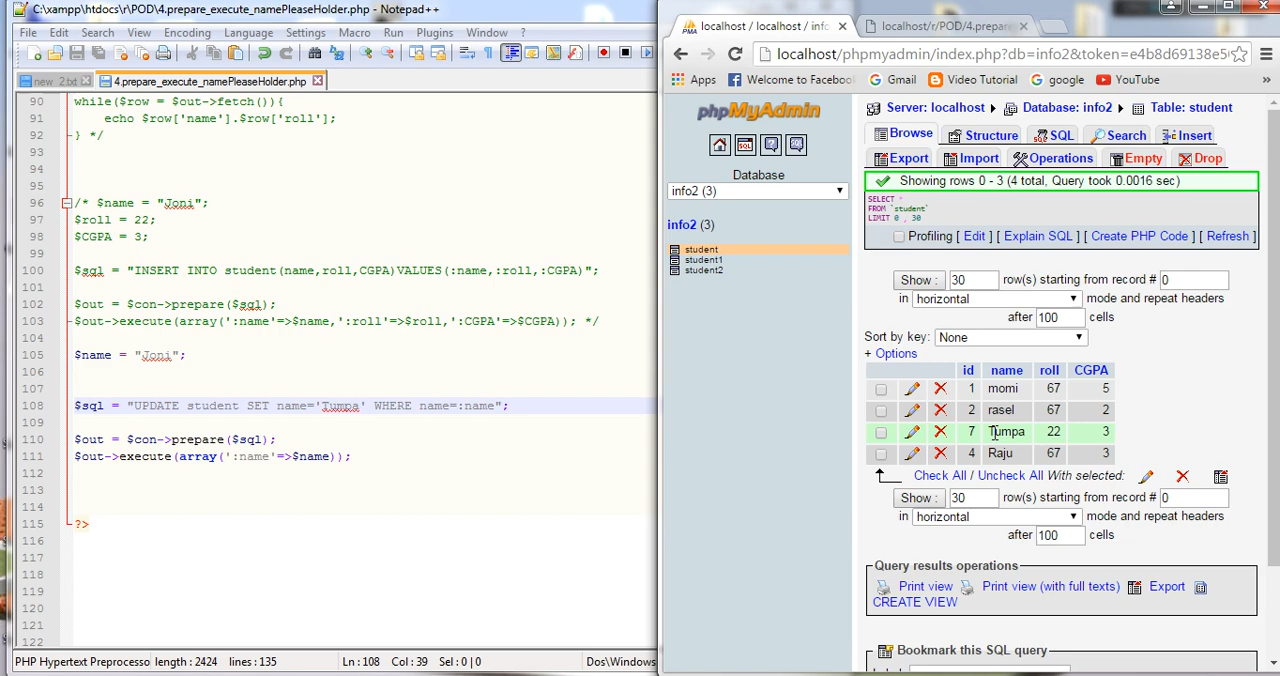 C:\xampp\htdocs\r\POD\4.prepare_execute_namePleaseHolder.php - Notepad++
File Edit Search View Encoding Language Settings Macro Run Plugins Window ?
new 2.txt
4.prepare_execute_namePleaseHolder.php
90 while($row = $out->fetch()){
91 echo $row['name'].$row['roll'];
92 } */
93
94
95
96 /* $name = "Joni";
97 $roll = 22;
98 $CGPA = 3;
99
100 $sql = "INSERT INTO student(name,roll,CGPA)VALUES(:name,:roll,:CGPA)";
101
102 $out = $con->prepare($sql);
103 $out->execute(array(':name'=>$name,':roll'=>$roll,':CGPA'=>$CGPA)); */
104
105 $name = "Joni";
106
107
108 $sql = "UPDATE student SET name='Tumpa' WHERE name=:name";
109
110 $out = $con->prepare($sql);
111 $out->execute(array(':name'=>$name));
112
113
114
115 ?>
116
117
118
119
120
121
122
PHP Hypertext Preprocesso length : 2424 lines : 135 Ln : 108 Col : 39 Sel : 0 | 0 Dos\Windows
PMA localhost / localhost / info
localhost/r/POD/4.prepare
localhost/phpmyadmin/index.php?db=info2&token=e4b8d69138e5
Apps Welcome to Faceboo Gmail Video Tutorial google YouTube »
phpMyAdmin
SQL
Database
info2 (3)
info2 (3)
student
student1
student2
Server: localhost Database: info2 Table: student
Browse Structure SQL Search Insert
Export Import Operations Empty Drop
Showing rows 0 - 3 (4 total, Query took 0.0016 sec)
SELECT *
FROM `student`
LIMIT 0 , 30
Profiling [ Edit ] [ Explain SQL ] [ Create PHP Code ] [ Refresh ]
Show : 30 row(s) starting from record # 0
in horizontal mode and repeat headers
after 100 cells
Sort by key: None
+ Options
id name roll CGPA
1 momi 67 5
2 rasel 67 2
7 Tumpa 22 3
4 Raju 67 3
Check All / Uncheck All With selected:
Show : 30 row(s) starting from record # 0
in horizontal mode and repeat headers
after 100 cells
Query results operations
Print view Print view (with full texts) Export
CREATE VIEW
Bookmark this SQL query